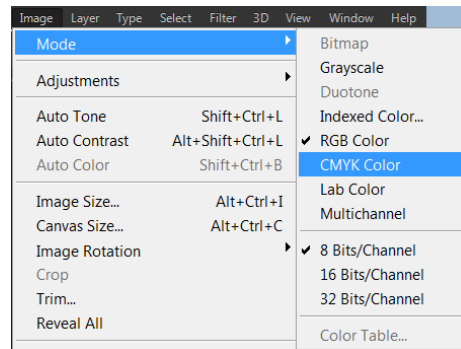 Image Layer Type Select Filter 3D View Window Help
Mode
Adjustments
Auto Tone Shift+Ctrl+L
Auto Contrast Alt+Shift+Ctrl+L
Auto Color Shift+Ctrl+B
Image Size... Alt+Ctrl+I
Canvas Size... Alt+Ctrl+C
Image Rotation
Crop
Trim...
Reveal All
Bitmap
Grayscale
Duotone
Indexed Color...
✔ RGB Color
CMYK Color
Lab Color
Multichannel
✔ 8 Bits/Channel
16 Bits/Channel
32 Bits/Channel
Color Table...